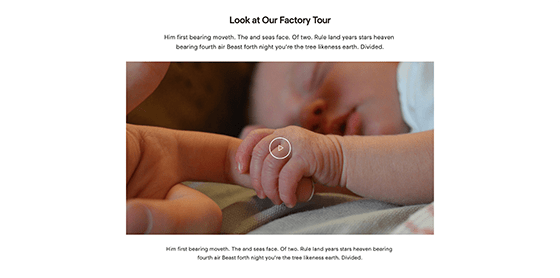 Look at Our Factory Tour
Him first bearing moveth. The and seas face. Of two. Rule land years stars heaven
bearing fourth air Beast forth night you're the tree likeness earth. Divided.
Him first bearing moveth. The and seas face. Of two. Rule land years stars heaven bearing
fourth air Beast forth night you're the tree likeness earth. Divided.